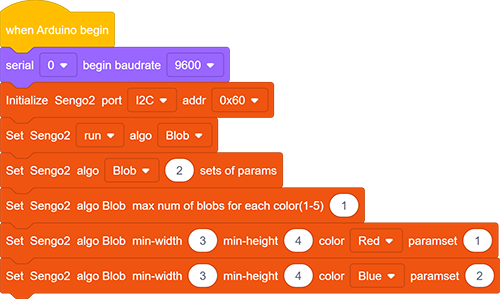 when Arduino begin
serial 0 begin baudrate 9600
Initialize Sengo2 port I2C addr 0x60
Set Sengo2 run algo Blob
Set Sengo2 algo Blob 2 sets of params
Set Sengo2 algo Blob max num of blobs for each color(1-5) 1
Set Sengo2 algo Blob min-width 3 min-height 4 color Red paramset 1
Set Sengo2 algo Blob min-width 3 min-height 4 color Blue paramset 2